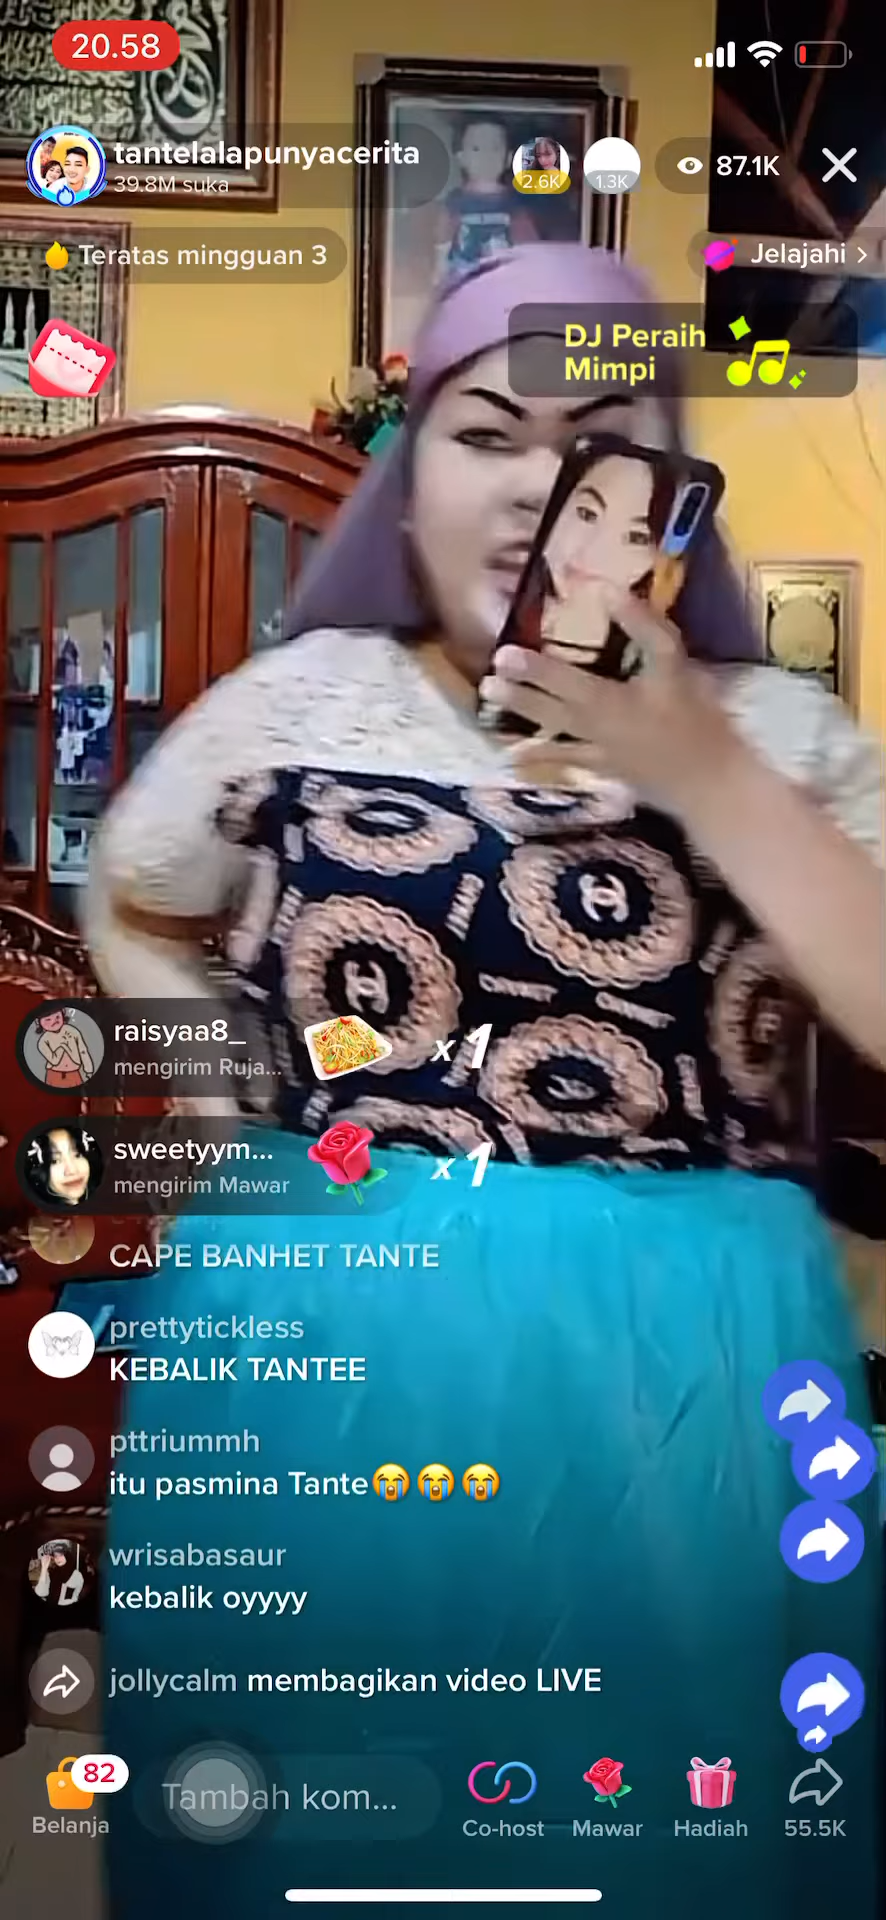 20.58
tantelalapunyacerita
39.8M suka
2.6K
1.3K
87.1K
Teratas mingguan 3
Jelajahi >
DJ Peraih
Mimpi
raisyaa8_
mengirim Ruja...
x1
sweetyym...
mengirim Mawar
x1
CAPE BANHET TANTE
prettytickless
KEBALIK TANTEE
pttriummh
itu pasmina Tante😭😭😭
wrisabasaur
kebalik oyyyy
jollycalm membagikan video LIVE
82
Belanja
Tambah kom...
Co-host
Mawar
Hadiah
55.5K